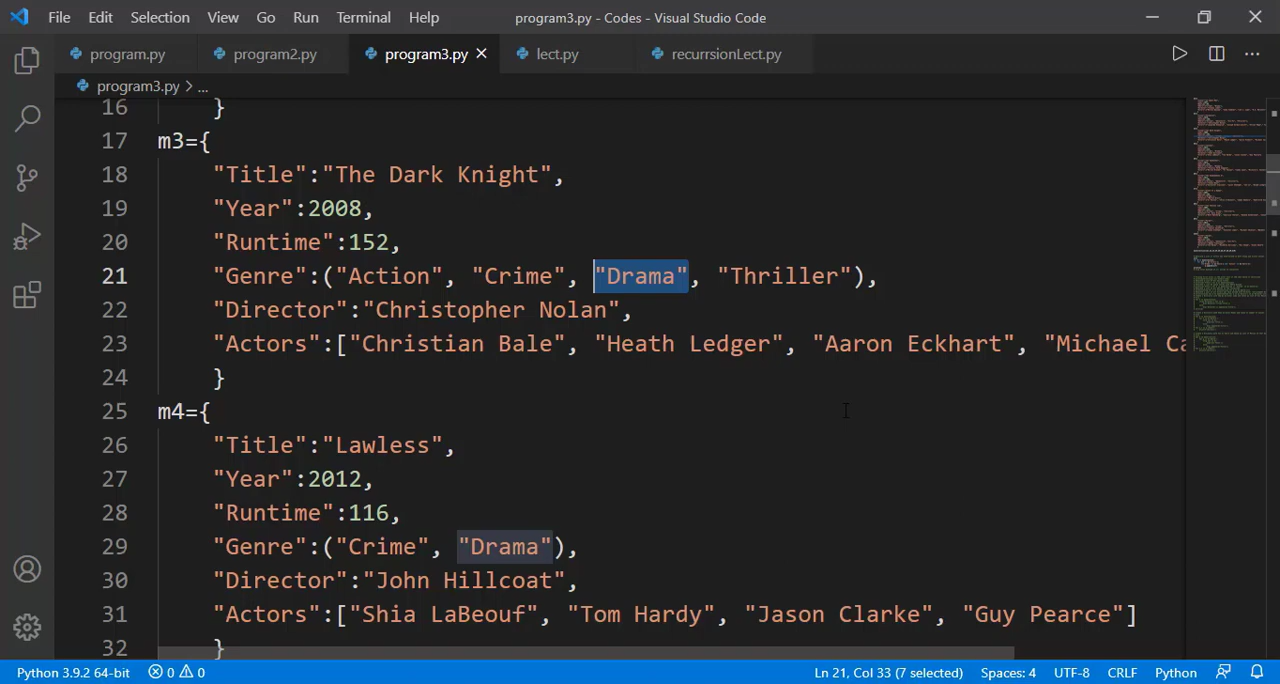 File Edit Selection View Go Run Terminal Help program3.py - Codes - Visual Studio Code
program.py program2.py program3.py lect.py recurrsionLect.py
program3.py > ...
16 }
17 m3={
18 "Title":"The Dark Knight",
19 "Year":2008,
20 "Runtime":152,
21 "Genre":("Action", "Crime", "Drama", "Thriller"),
22 "Director":"Christopher Nolan",
23 "Actors":["Christian Bale", "Heath Ledger", "Aaron Eckhart", "Michael Ca
24 }
25 m4={
26 "Title":"Lawless",
27 "Year":2012,
28 "Runtime":116,
29 "Genre":("Crime", "Drama"),
30 "Director":"John Hillcoat",
31 "Actors":["Shia LaBeouf", "Tom Hardy", "Jason Clarke", "Guy Pearce"]
32 }
Python 3.9.2 64-bit 0 0 Ln 21, Col 33 (7 selected) Spaces: 4 UTF-8 CRLF Python